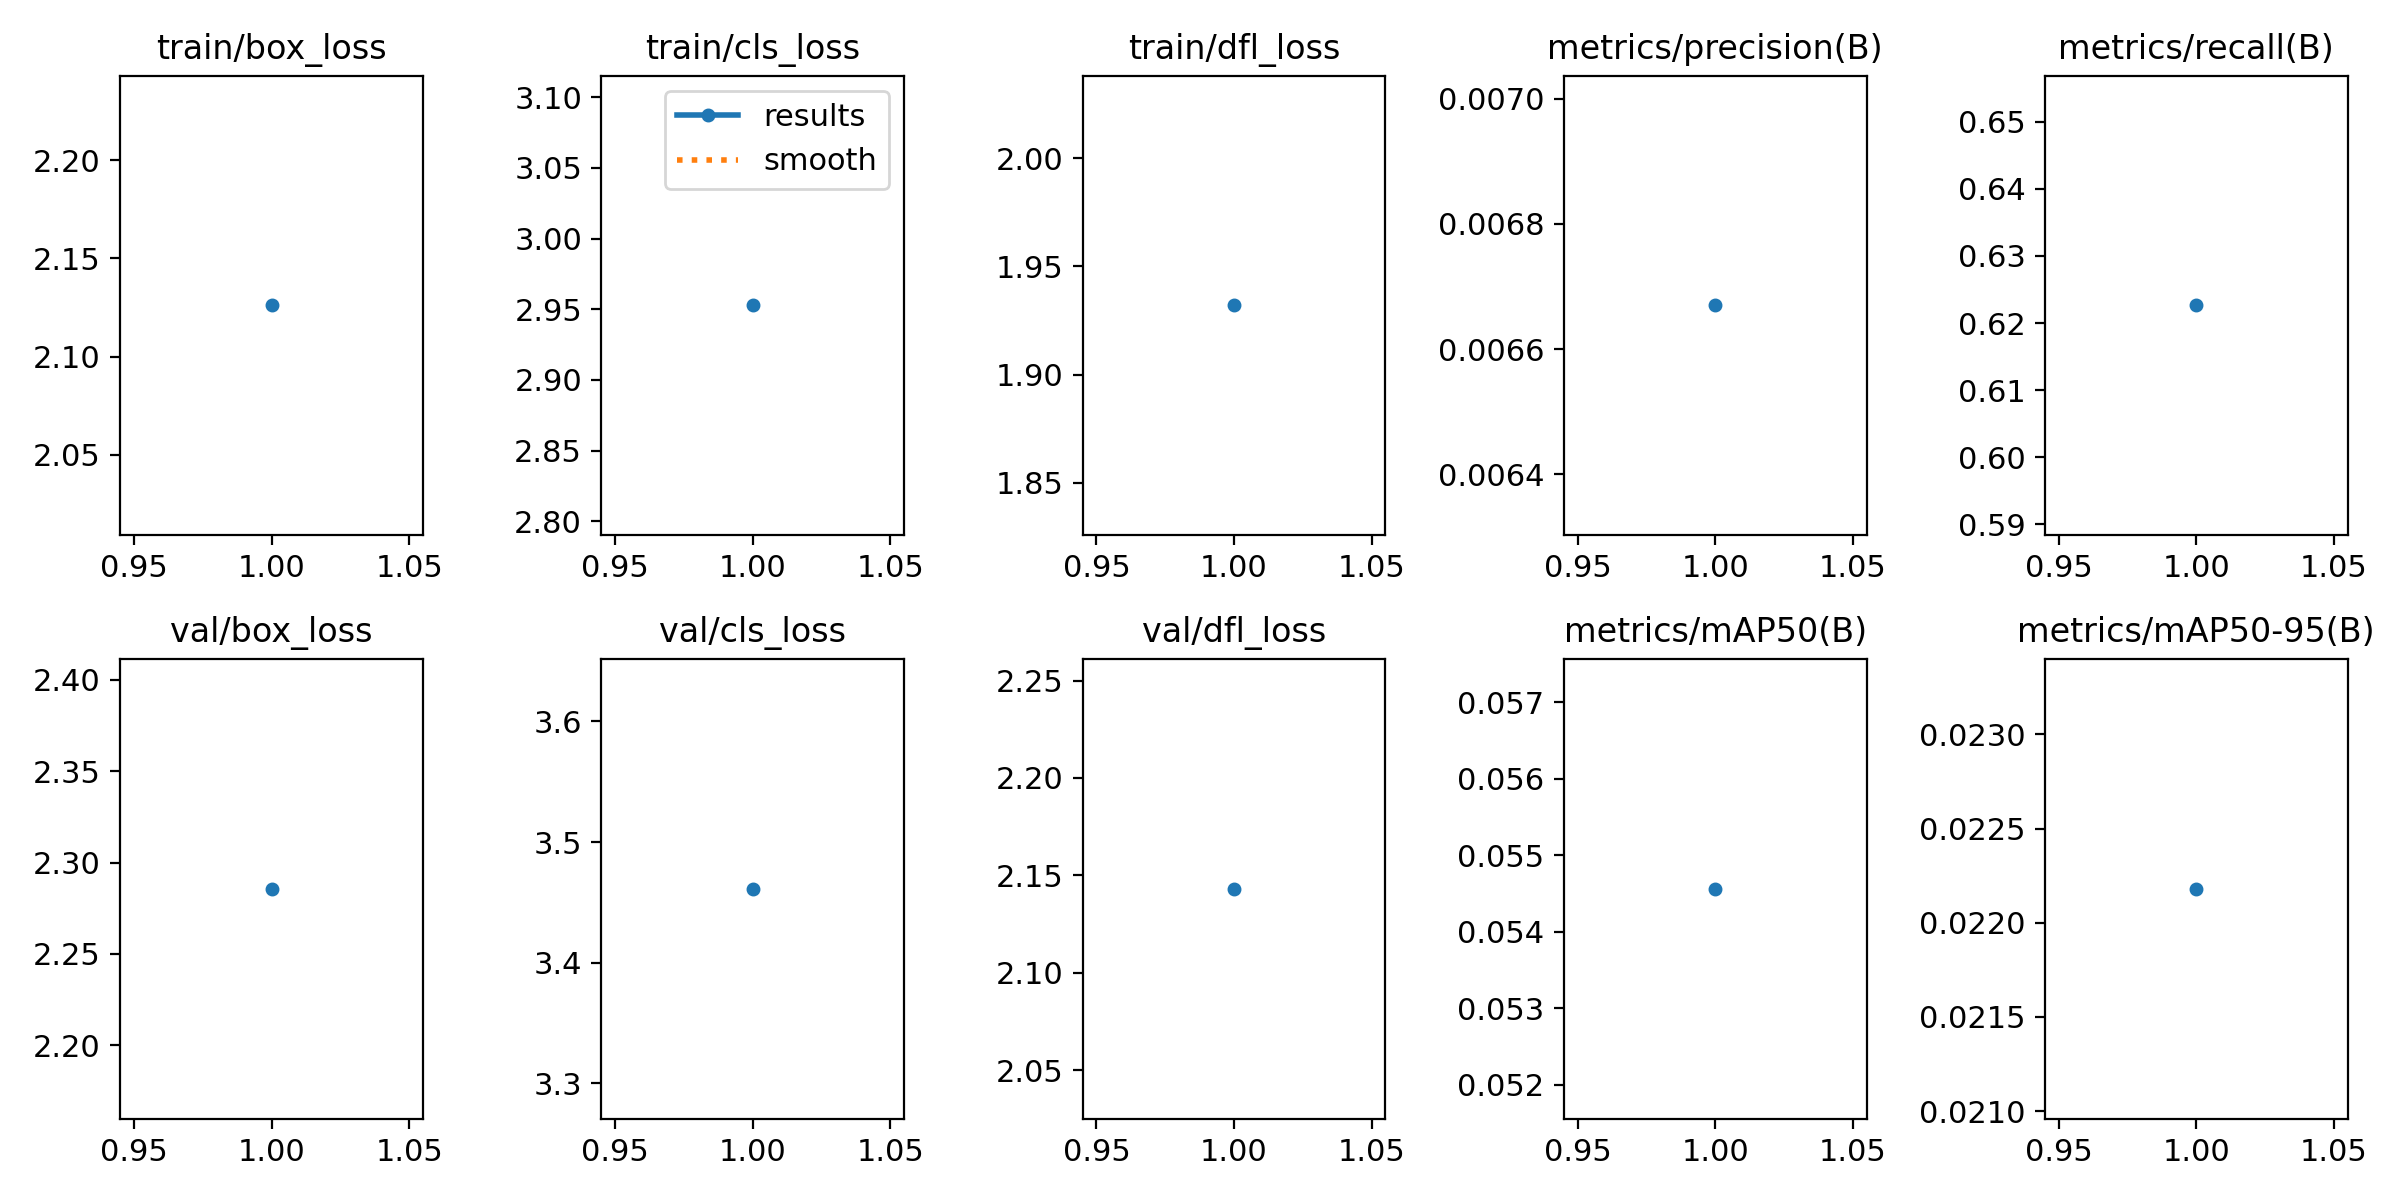 train/box_loss
train/cls_loss
train/dfl_loss
metrics/precision(B)
metrics/recall(B)
2.20
2.15
2.10
2.05
0.95 1.00 1.05
3.10
3.05
3.00
2.95
2.90
2.85
2.80
results
smooth
0.95 1.00 1.05
2.00
1.95
1.90
1.85
0.95 1.00 1.05
0.0070
0.0068
0.0066
0.0064
0.95 1.00 1.05
0.65
0.64
0.63
0.62
0.61
0.60
0.59
0.95 1.00 1.05
val/box_loss
val/cls_loss
val/dfl_loss
metrics/mAP50(B)
metrics/mAP50-95(B)
2.40
2.35
2.30
2.25
2.20
0.95 1.00 1.05
3.6
3.5
3.4
3.3
0.95 1.00 1.05
2.25
2.20
2.15
2.10
2.05
0.95 1.00 1.05
0.057
0.056
0.055
0.054
0.053
0.052
0.95 1.00 1.05
0.0230
0.0225
0.0220
0.0215
0.0210
0.95 1.00 1.05